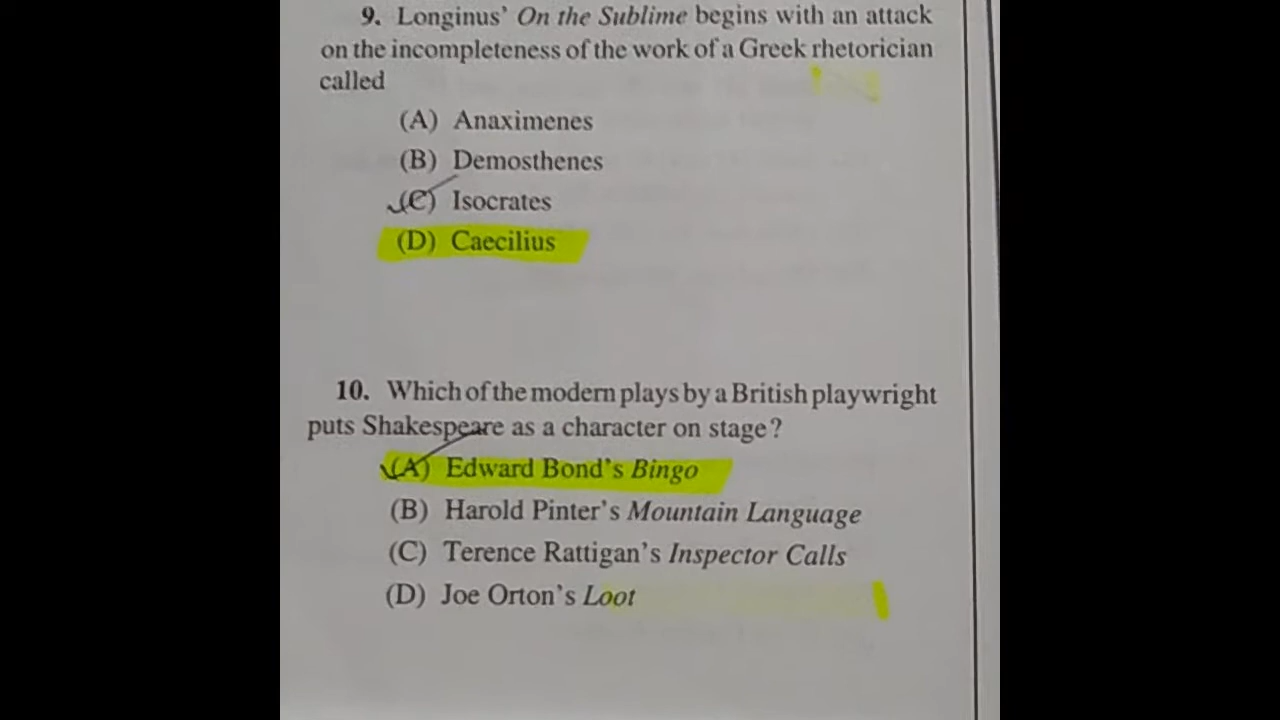 9. Longinus' On the Sublime begins with an attack
on the incompleteness of the work of a Greek rhetorician
called
(A) Anaximenes
(B) Demosthenes
(C) Isocrates
(D) Caecilius
10. Which of the modern plays by a British playwright
puts Shakespeare as a character on stage?
(A) Edward Bond's Bingo
(B) Harold Pinter's Mountain Language
(C) Terence Rattigan's Inspector Calls
(D) Joe Orton's Loot